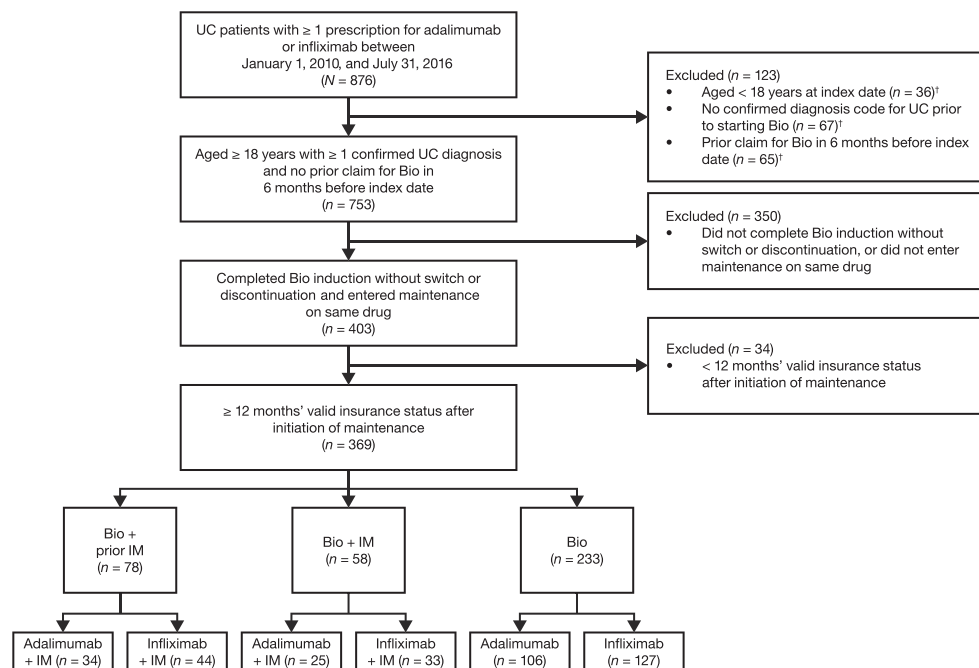 UC patients with ≥ 1 prescription for adalimumab
or infliximab between
January 1, 2010, and July 31, 2016
(N = 876)
Excluded (n = 123)
• Aged < 18 years at index date (n = 36)†
• No confirmed diagnosis code for UC prior
to starting Bio (n = 67)†
• Prior claim for Bio in 6 months before index
date (n = 65)†
Aged ≥ 18 years with ≥ 1 confirmed UC diagnosis
and no prior claim for Bio in
6 months before index date
(n = 753)
Excluded (n = 350)
• Did not complete Bio induction without
switch or discontinuation, or did not enter
maintenance on same drug
Completed Bio induction without switch or
discontinuation and entered maintenance
on same drug
(n = 403)
Excluded (n = 34)
• < 12 months’ valid insurance status
after initiation of maintenance
≥ 12 months’ valid insurance status after
initiation of maintenance
(n = 369)
Bio +
prior IM
(n = 78)
Bio + IM
(n = 58)
Bio
(n = 233)
Adalimumab
+ IM (n = 34)
Infliximab
+ IM (n = 44)
Adalimumab
+ IM (n = 25)
Infliximab
+ IM (n = 33)
Adalimumab
(n = 106)
Infliximab
(n = 127)